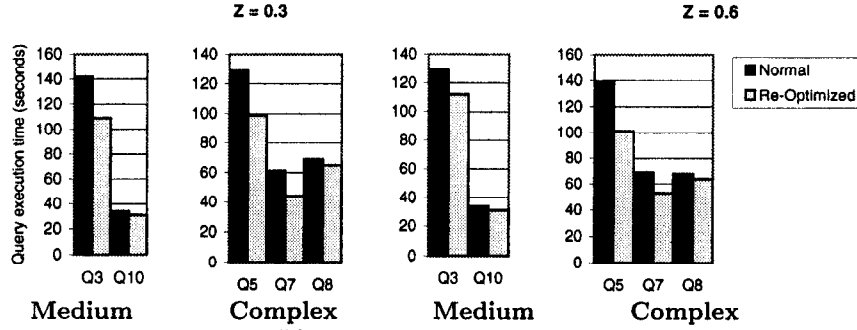 Z = 0.3
Z = 0.6
Query execution time (seconds)
160
140
120
100
80
60
40
20
0
Q3 Q10
Medium
140
120
100
80
60
40
20
0
Q5 Q7 Q8
Complex
140
120
100
80
60
40
20
0
Q3 Q10
Medium
160
140
120
100
80
60
40
20
0
Q5 Q7 Q8
Complex
Normal
Re-Optimized